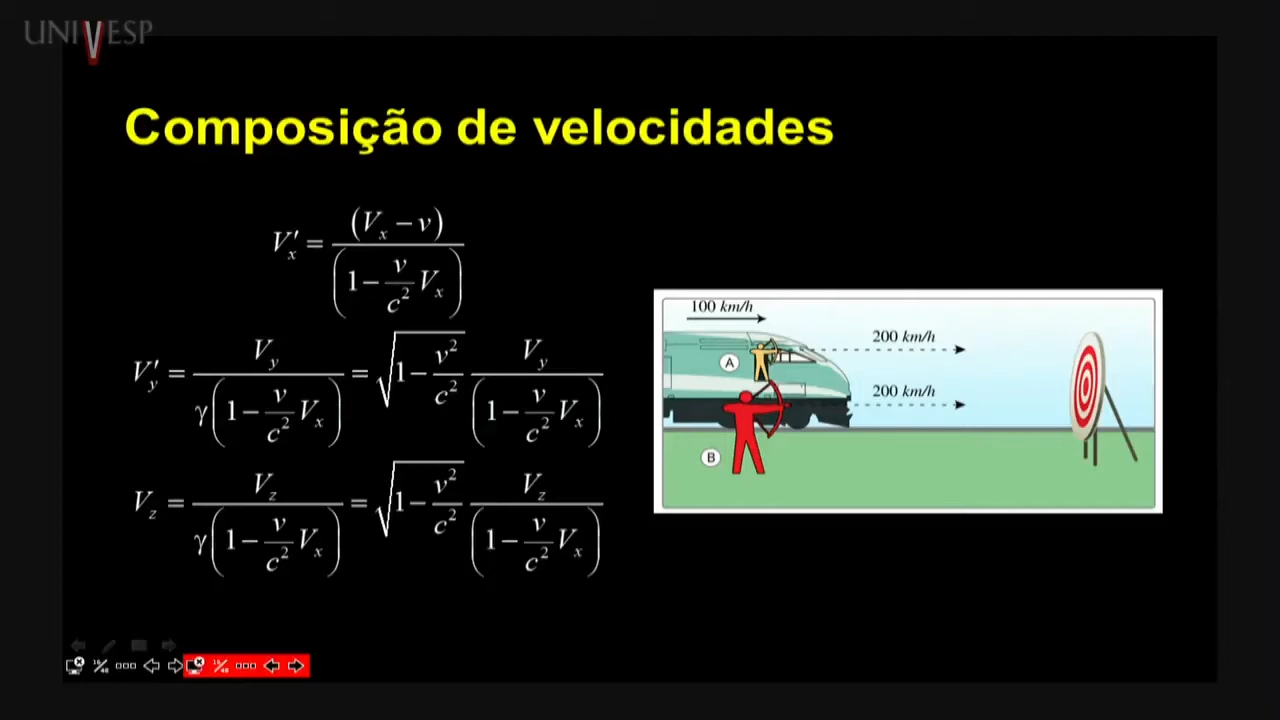 UNIVESP
Composição de velocidades
V′_x = (V_x − v) / (1 − v/c² V_x)
V′_y = V_y / γ(1 − v/c² V_x) = √(1 − v²/c²) V_y / (1 − v/c² V_x)
V_z = V_z / γ(1 − v/c² V_x) = √(1 − v²/c²) V_z / (1 − v/c² V_x)
100 km/h
200 km/h
A
200 km/h
B